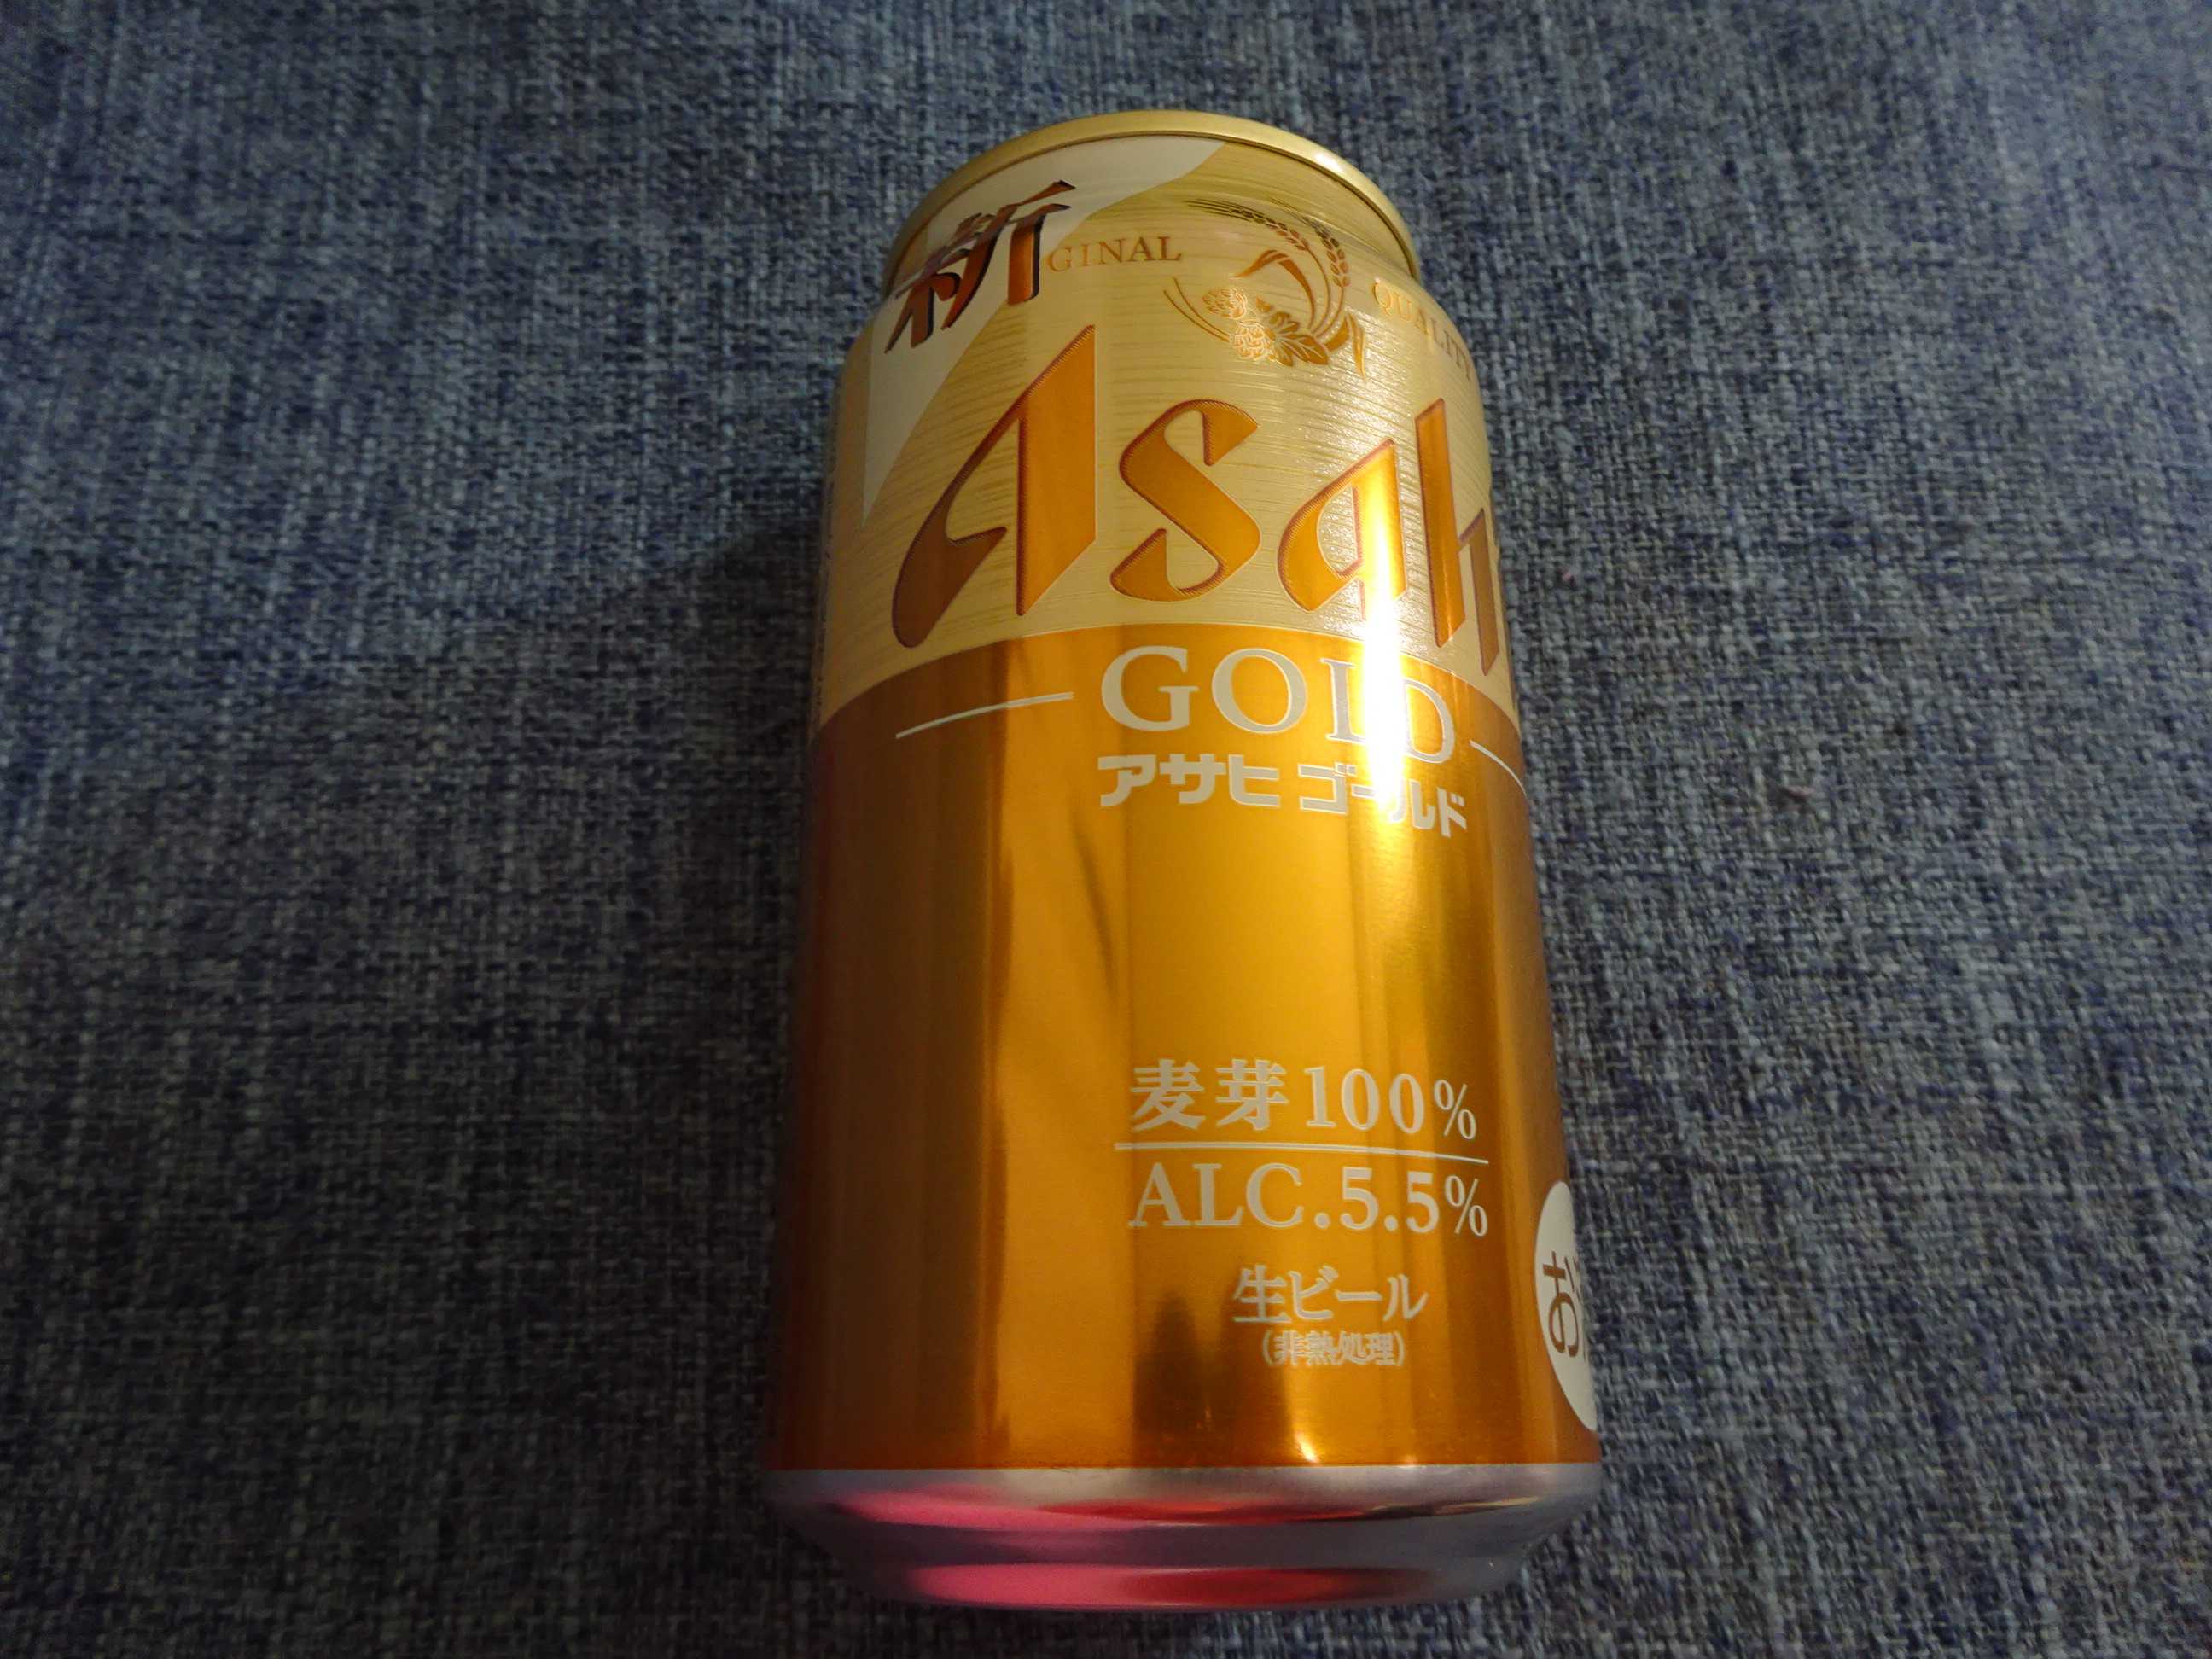 新
GINAL
QUALITY
Asah
GOLD
アサヒ ゴールド
麦芽100%
ALC.5.5%
生ビール
(非熱処理)
お